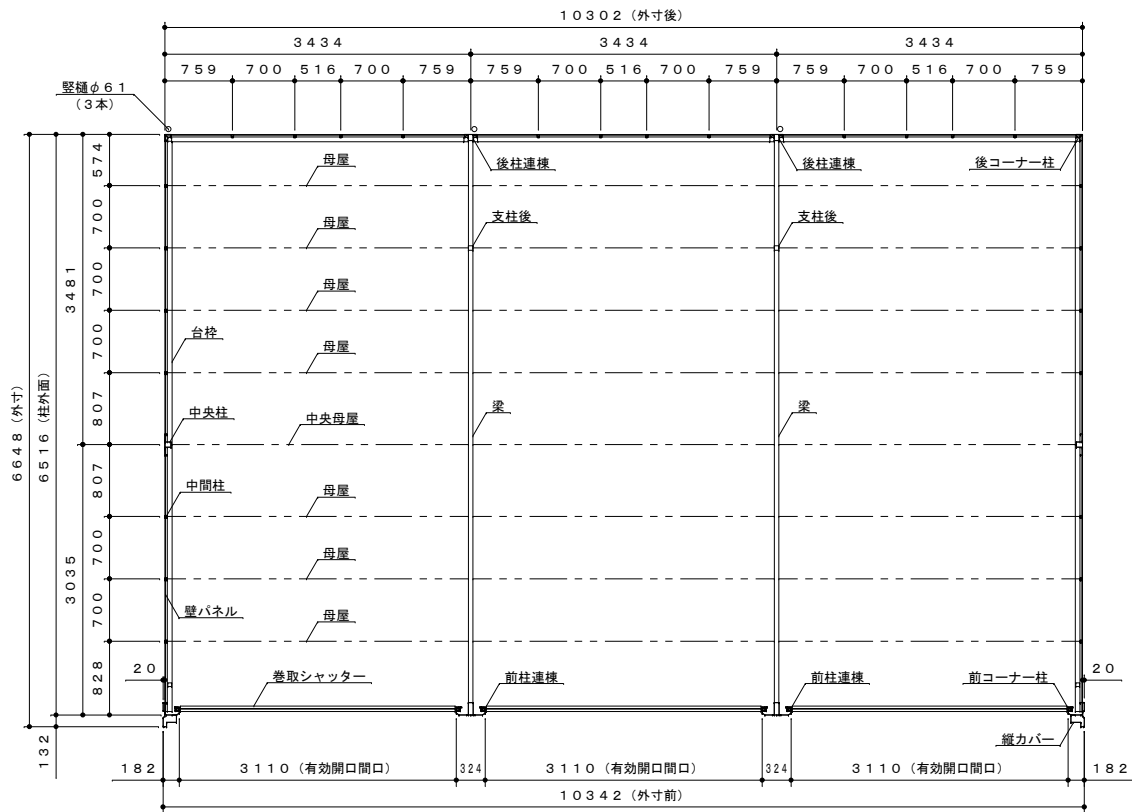 10302(外寸後)
3434 3434 3434
759 700 516 700 759 759 700 516 700 759 759 700 516 700 759
竪樋φ61
(3本)
574
700
700
700
807
807
700
700
828
3481
3035
6516(柱外面)
6648(外寸)
132
母屋
後柱連棟
後柱連棟
後コーナー柱
母屋
支柱後
支柱後
母屋
台枠
母屋
中央柱
中央母屋
梁
梁
中間柱
母屋
母屋
壁パネル
母屋
20
巻取シャッター
前柱連棟
前柱連棟
前コーナー柱
20
縦カバー
182 3110(有効開口間口) 324 3110(有効開口間口) 324 3110(有効開口間口) 182
10342(外寸前)